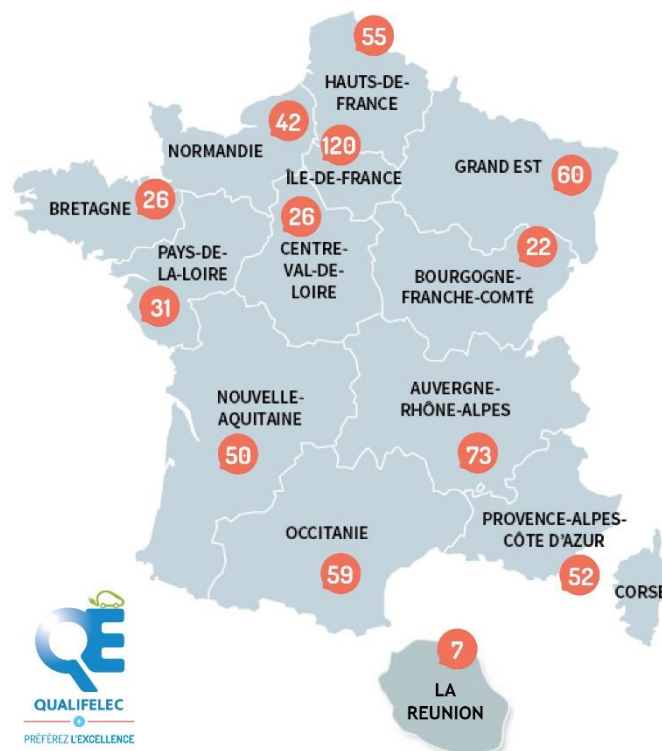 55
HAUTS-DE-
FRANCE
42
NORMANDIE
120
ÎLE-DE-FRANCE
GRAND EST
60
BRETAGNE
26
26
CENTRE-
VAL-DE-
LOIRE
PAYS-DE-
LA-LOIRE
31
22
BOURGOGNE-
FRANCHE-COMTÉ
NOUVELLE-
AQUITAINE
50
AUVERGNE-
RHÔNE-ALPES
73
OCCITANIE
59
PROVENCE-ALPES-
CÔTE D'AZUR
52
CORSE
7
LA
REUNION
QE
QUALIFELEC
PRÉFÉREZ L'EXCELLENCE